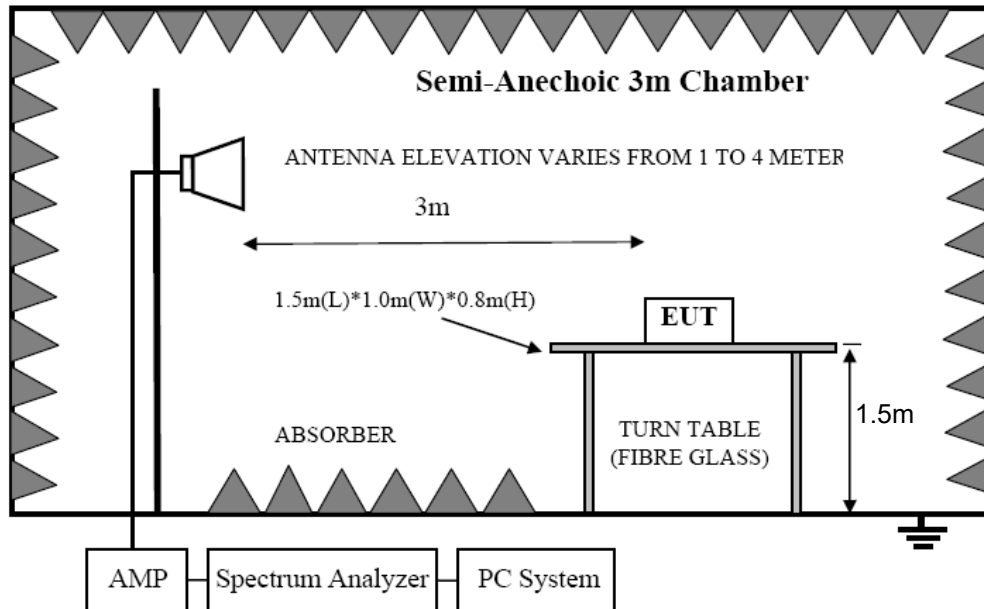 Semi-Anechoic 3m Chamber
ANTENNA ELEVATION VARIES FROM 1 TO 4 METER
3m
1.5m(L)*1.0m(W)*0.8m(H)
EUT
1.5m
ABSORBER
TURN TABLE
(FIBRE GLASS)
AMP
Spectrum Analyzer
PC System